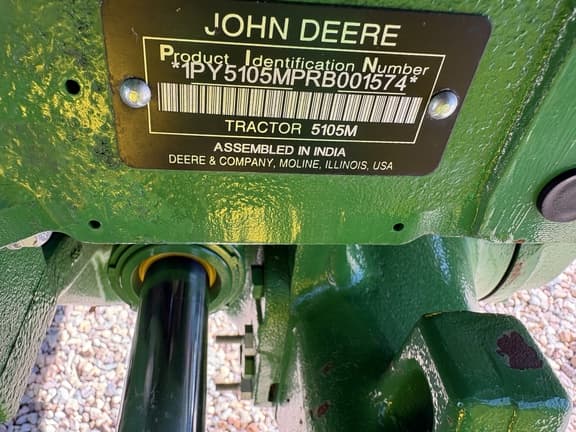 JOHN DEERE
Product Identification Number
*1PY5105MPRB001574*
TRACTOR 5105M
ASSEMBLED IN INDIA
DEERE & COMPANY, MOLINE, ILLINOIS, USA